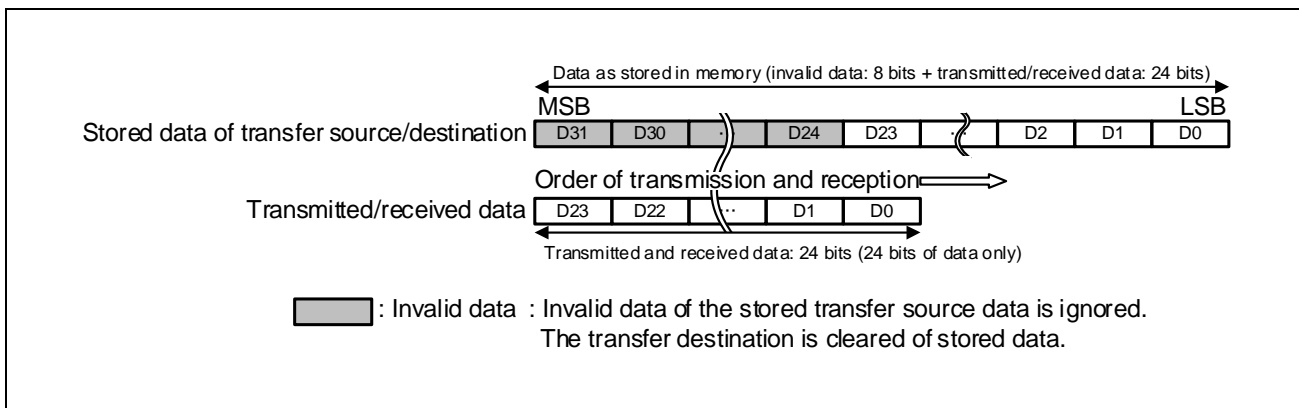 Data as stored in memory (invalid data: 8 bits + transmitted/received data: 24 bits)
MSB LSB
Stored data of transfer source/destination D31 D30 ... D24 D23 ... D2 D1 D0
Order of transmission and reception
Transmitted/received data D23 D22 ... D1 D0
Transmitted and received data: 24 bits (24 bits of data only)
: Invalid data : Invalid data of the stored transfer source data is ignored.
The transfer destination is cleared of stored data.